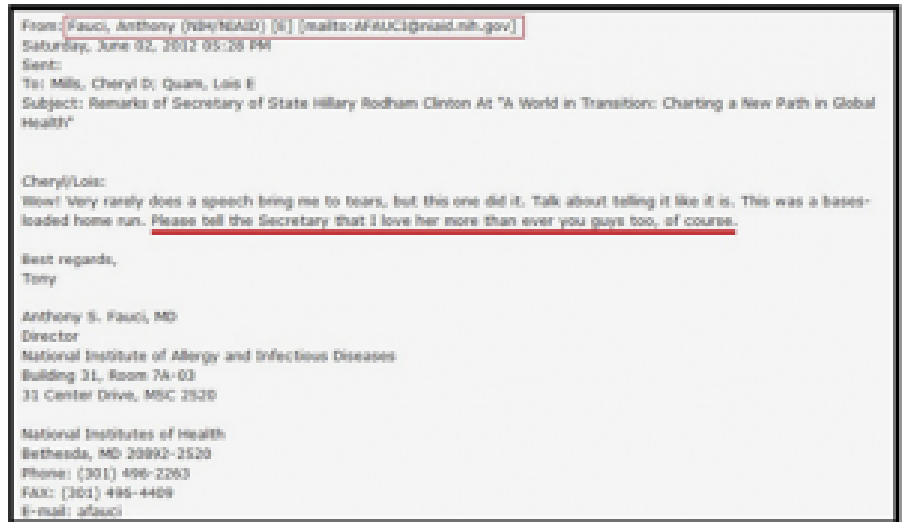 From: Fauci, Anthony (NIH/NIAID) [E] [mailto:AFAUCI@niaid.nih.gov]
Saturday, June 02, 2012 05:28 PM
Sent:
To: Mills, Cheryl D; Quam, Lois E
Subject: Remarks of Secretary of State Hillary Rodham Clinton At "A World in Transition: Charting a New Path in Global
Health"
Cheryl/Lois:
Wow! Very rarely does a speech bring me to tears, but this one did it. Talk about telling it like it is. This was a bases-
loaded home run. Please tell the Secretary that I love her more than ever you guys too, of course.
Best regards,
Tony
Anthony S. Fauci, MD
Director
National Institute of Allergy and Infectious Diseases
Building 31, Room 7A-03
31 Center Drive, MSC 2520
National Institutes of Health
Bethesda, MD 20892-2520
Phone: (301) 496-2263
FAX: (301) 496-4409
E-mail: afauci